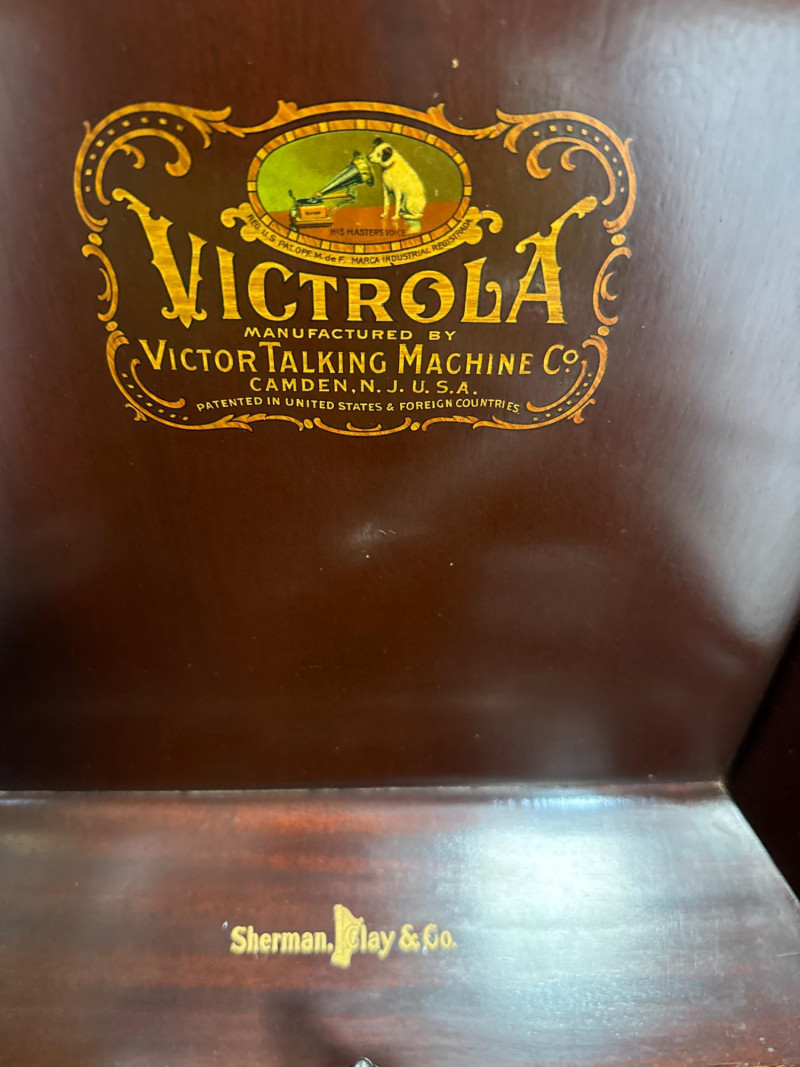 HIS MASTER'S VOICE
REG. U.S. PAT. OFF. M. de F. MARCA INDUSTRIAL REGISTRADA
VICTROLA
MANUFACTURED BY
VICTOR TALKING MACHINE Co.
CAMDEN, N. J. U. S. A.
PATENTED IN UNITED STATES & FOREIGN COUNTRIES.
Sherman, Clay & Co.